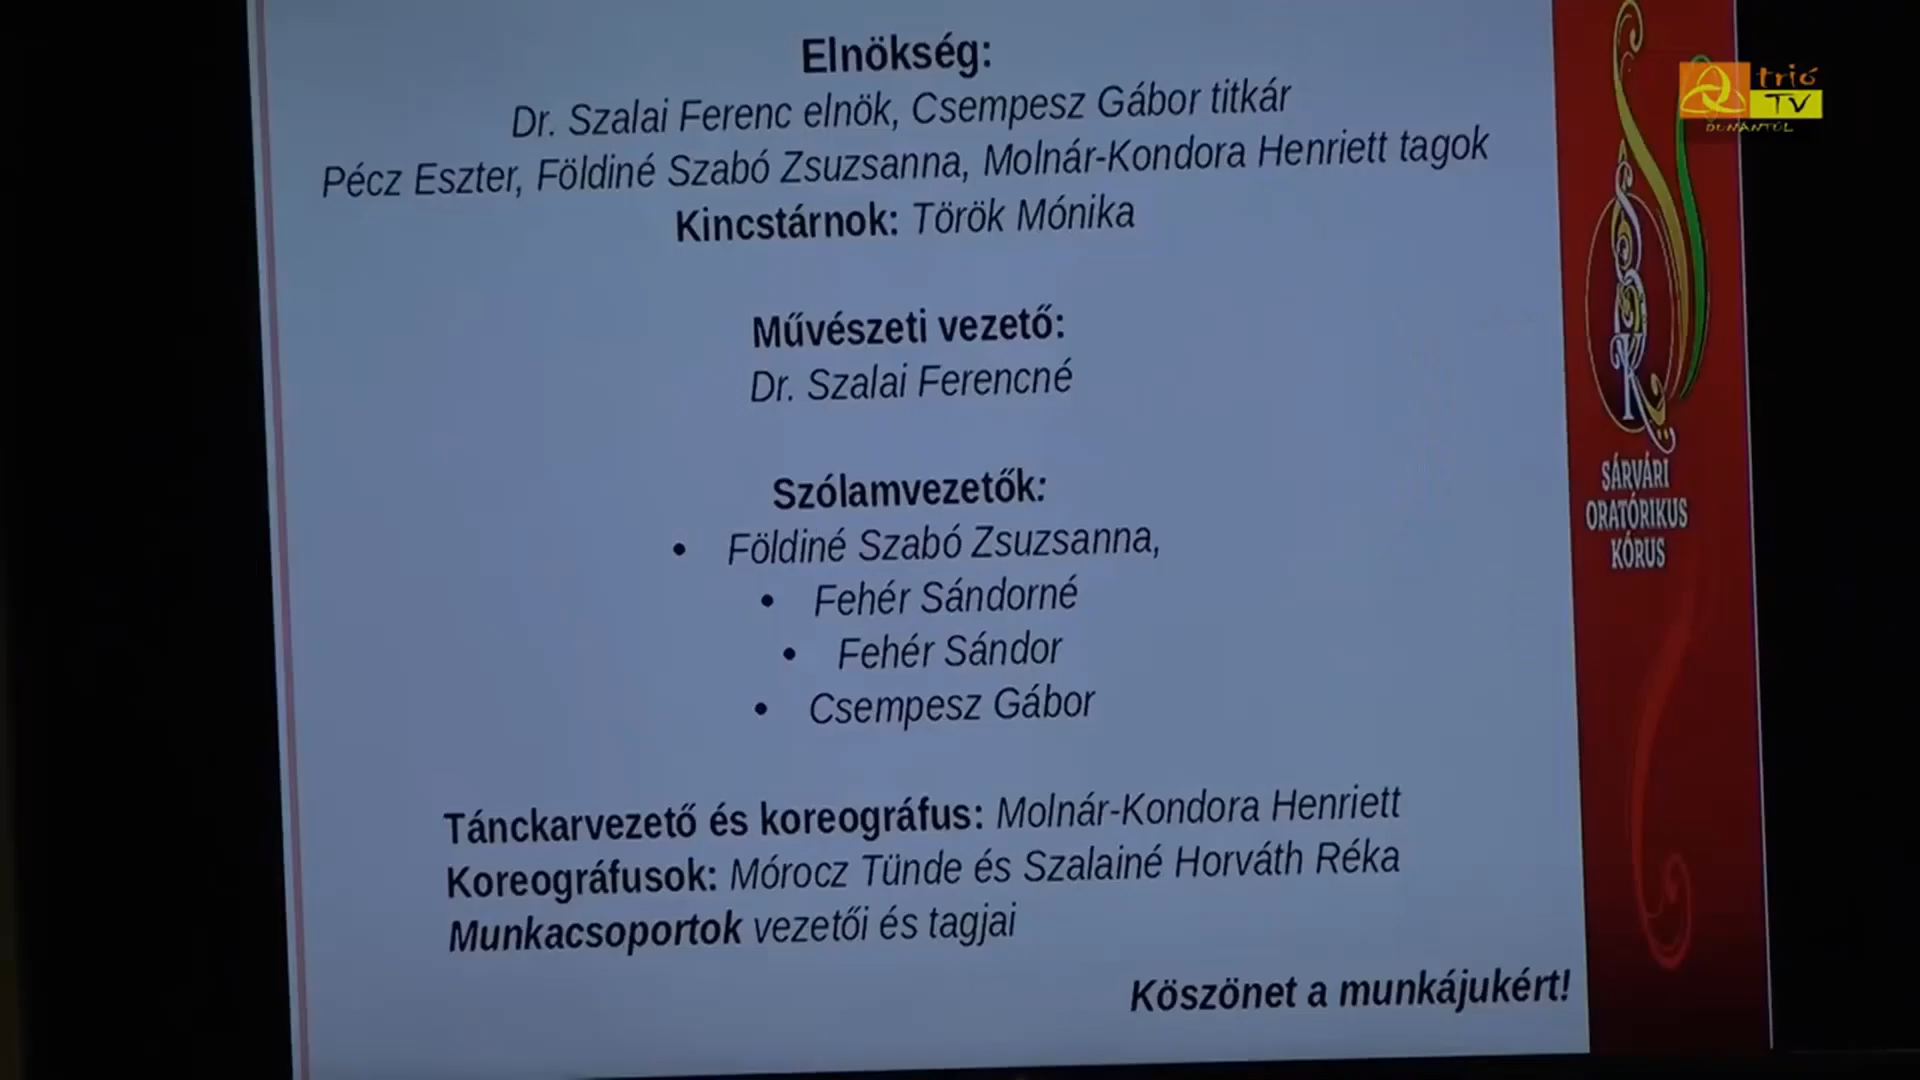 Elnökség:
Dr. Szalai Ferenc elnök, Csempesz Gábor titkár
Pécz Eszter, Földiné Szabó Zsuzsanna, Molnár-Kondora Henriett tagok
Kincstárnok: Török Mónika
Művészeti vezető:
Dr. Szalai Ferencné
Szólamvezetők:
• Földiné Szabó Zsuzsanna,
• Fehér Sándorné
• Fehér Sándor
• Csempesz Gábor
Tánckarvezető és koreográfus: Molnár-Kondora Henriett
Koreográfusok: Mórocz Tünde és Szalainé Horváth Réka
Munkacsoportok vezetői és tagjai
Köszönet a munkájukért!
trió
TV
DUNÁNTÚL
SOK
SÁRVÁRI
ORATÓRIKUS
KÓRUS